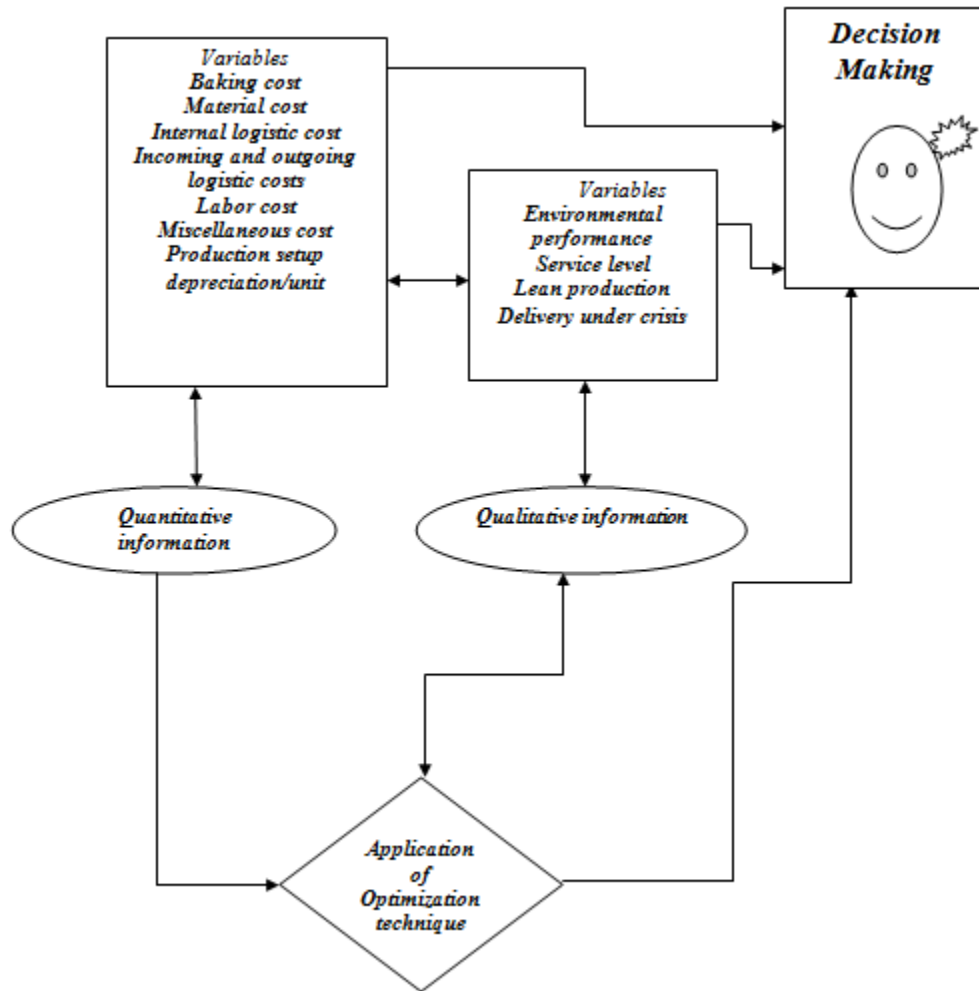 Variables
Baking cost
Material cost
Internal logistic cost
Incoming and outgoing
logistic costs
Labor cost
Miscellaneous cost
Production setup
depreciation/unit
Variables
Environmental
performance
Service level
Lean production
Delivery under crisis
Decision
Making
Quantitative
information
Qualitative information
Application
of
Optimization
technique